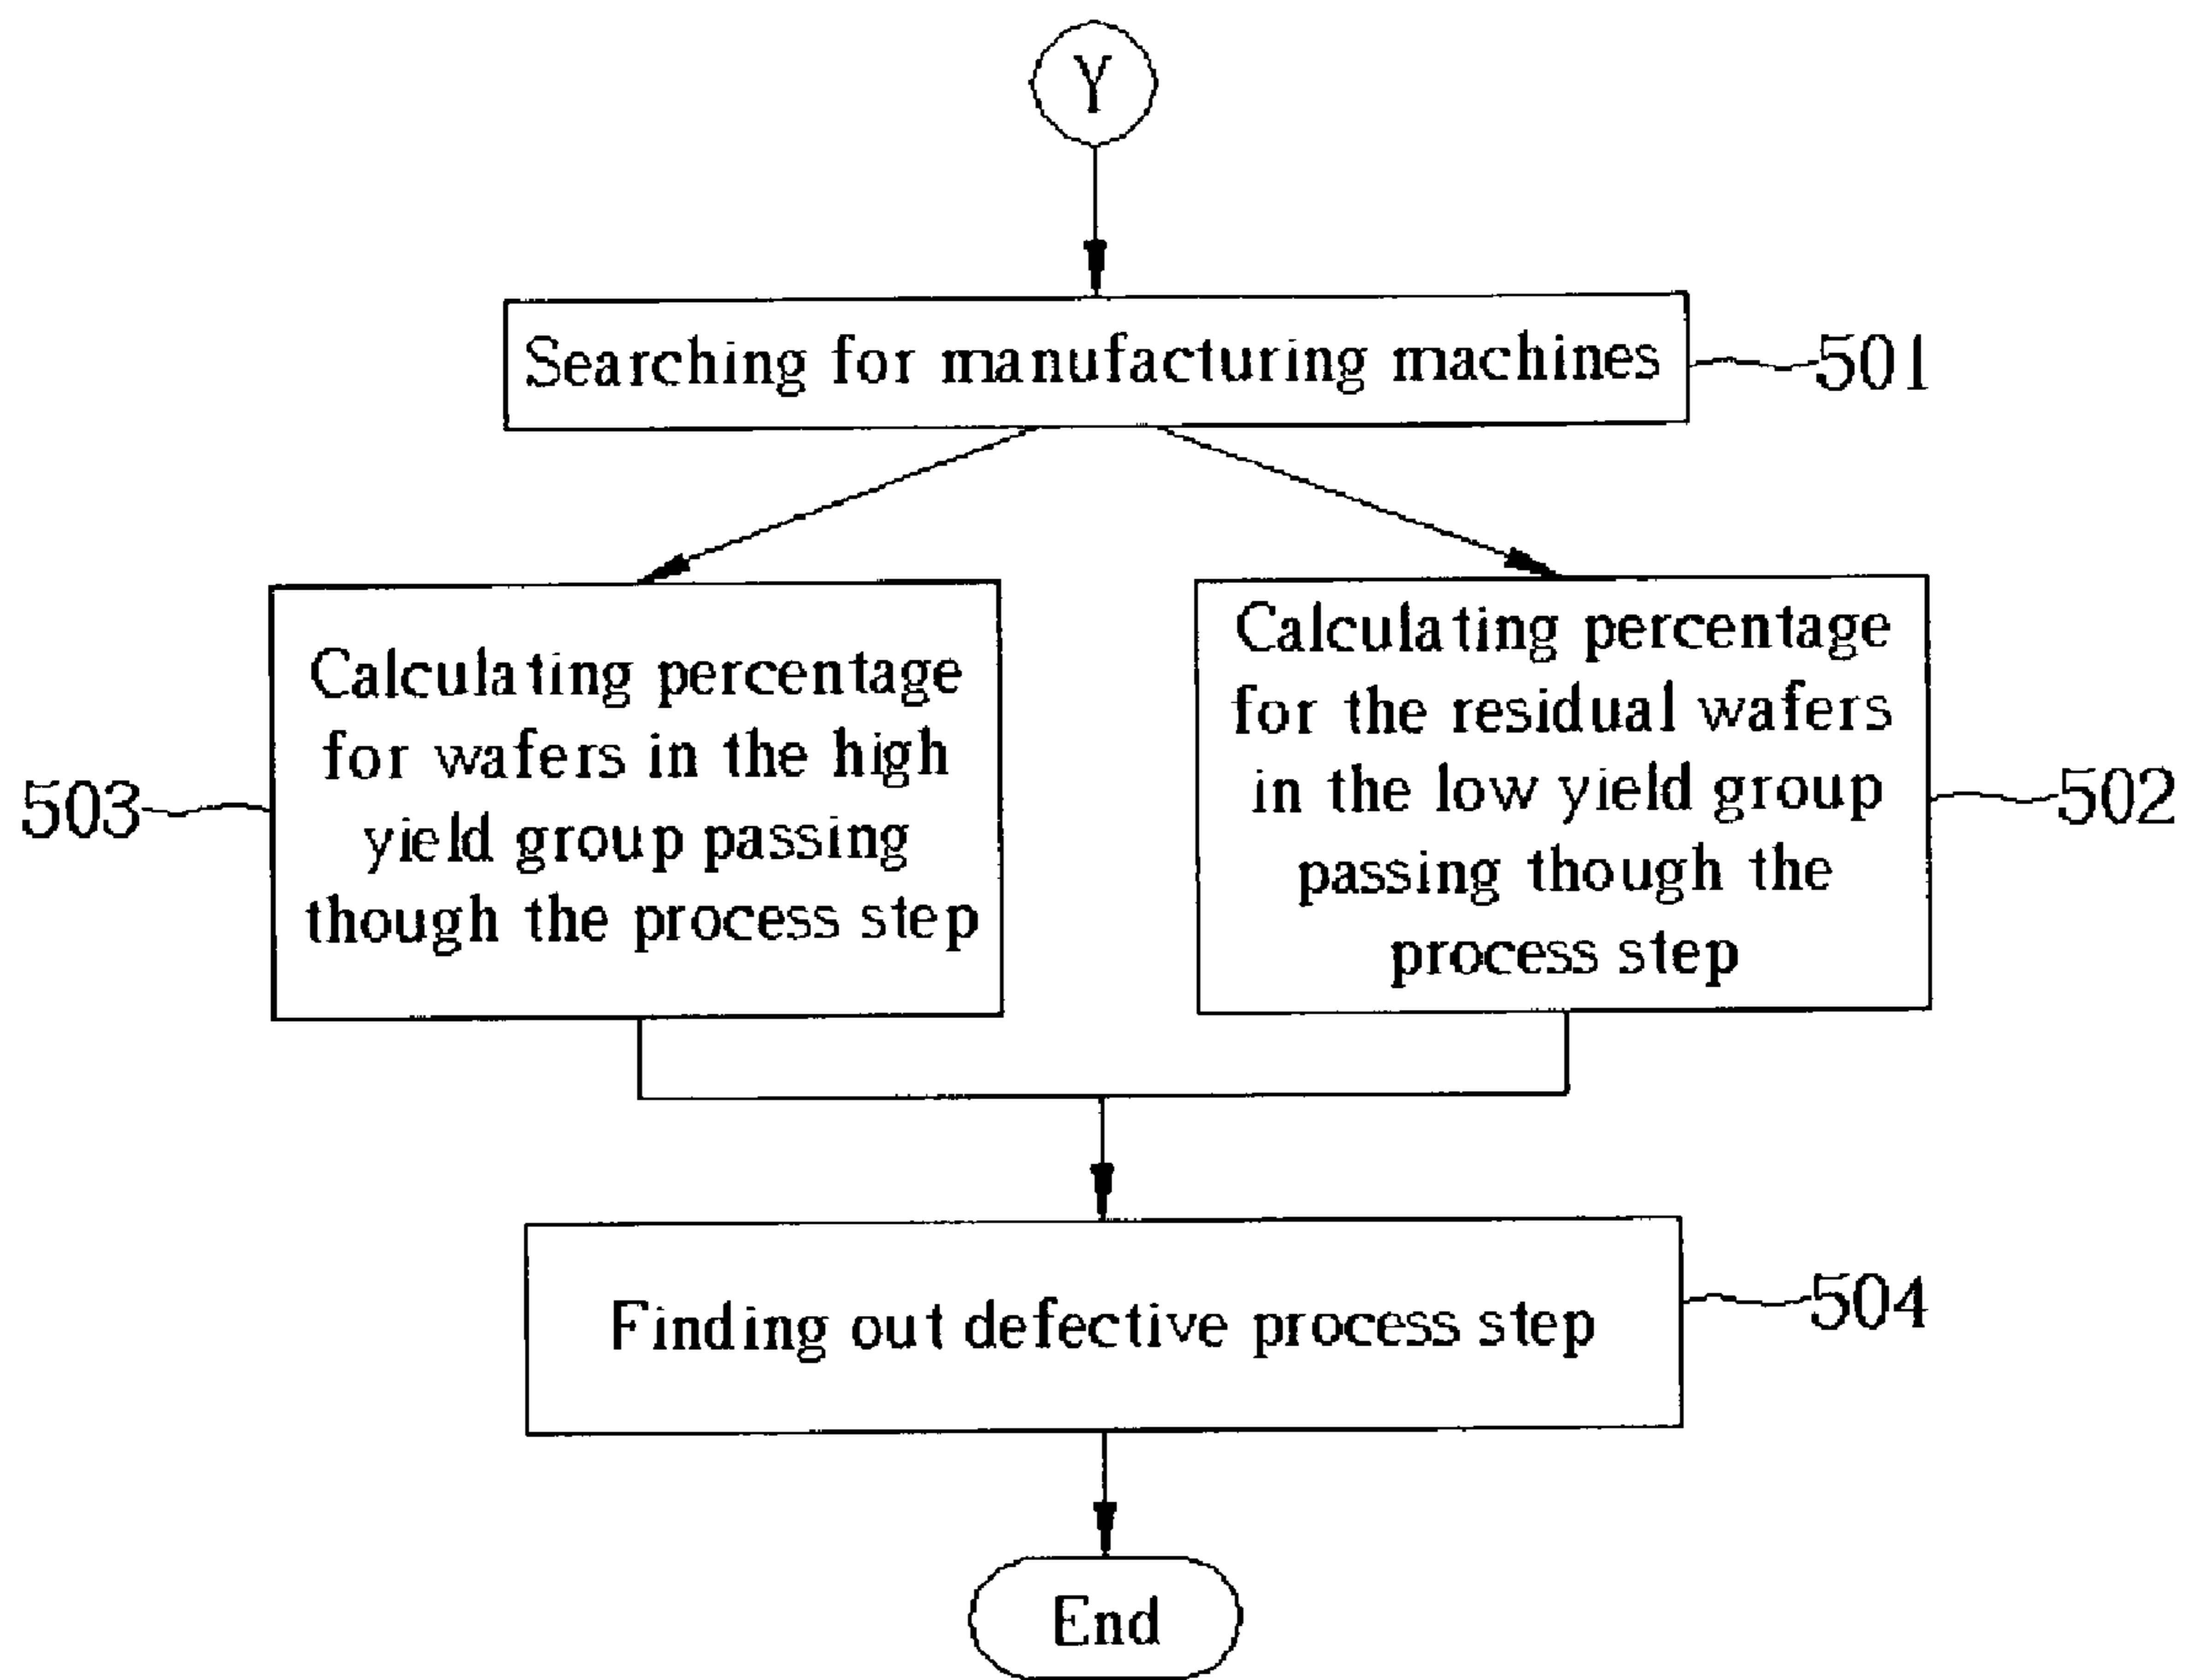 Y
Searching for manufacturing machines
501
Calculating percentage
for wafers in the high
yield group passing
though the process step
503
Calculating percentage
for the residual wafers
in the low yield group
passing though the
process step
502
Finding out defective process step
504
End